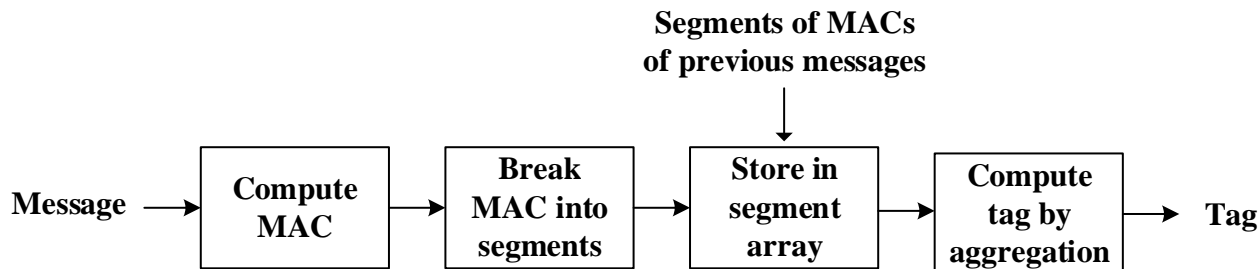 Segments of MACs
of previous messages
Message
Compute
MAC
Break
MAC into
segments
Store in
segment
array
Compute
tag by
aggregation
Tag